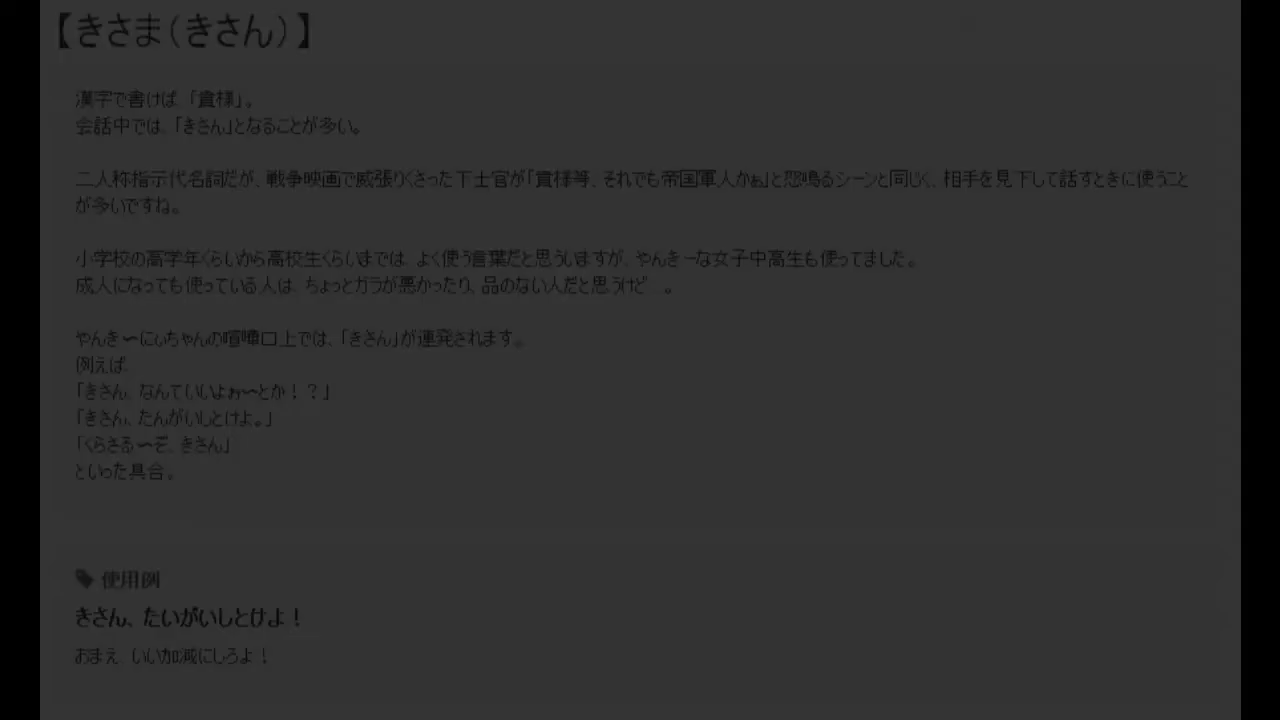 【きさま（きさん）】
漢字で書けば、「貴様」。
会話中では、「きさん」となることが多い。
二人称指示代名詞だが、戦争映画で威張りくさった下士官が「貴様等、それでも帝国軍人かぁ」と怒鳴るシーンと同じく、相手を見下して話すときに使うこと
が多いですね。
小学校の高学年くらいから高校生くらいまでは、よく使う言葉だと思うしますが、やんきーな女子中高生も使ってました。
成人になっても使っている人は、ちょっとガラが悪かったり、品のない人だと思うけど 。
やんき〜にぃちゃんの喧嘩口上では、「きさん」が連発されます。
例えば、
「きさん、なんていいよぉ〜とか！？」
「きさん、たんがいしとけよ。」
「くらさる〜ぞ、きさん」
といった具合。
使用例
きさん、たいがいしとけよ！
おまえ、いい加減にしろよ！